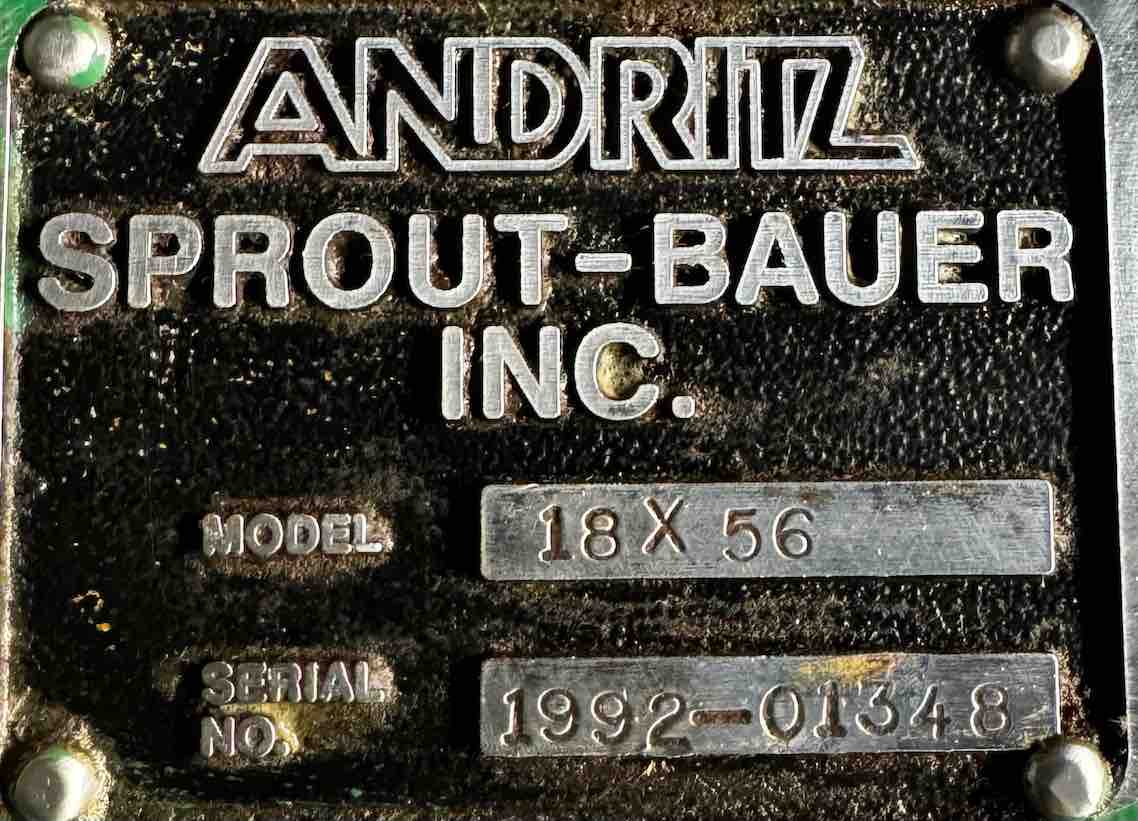 ANDRITZ
SPROUT-BAUER
INC.
MODEL 18 X 56
SERIAL
NO. 1992-01348